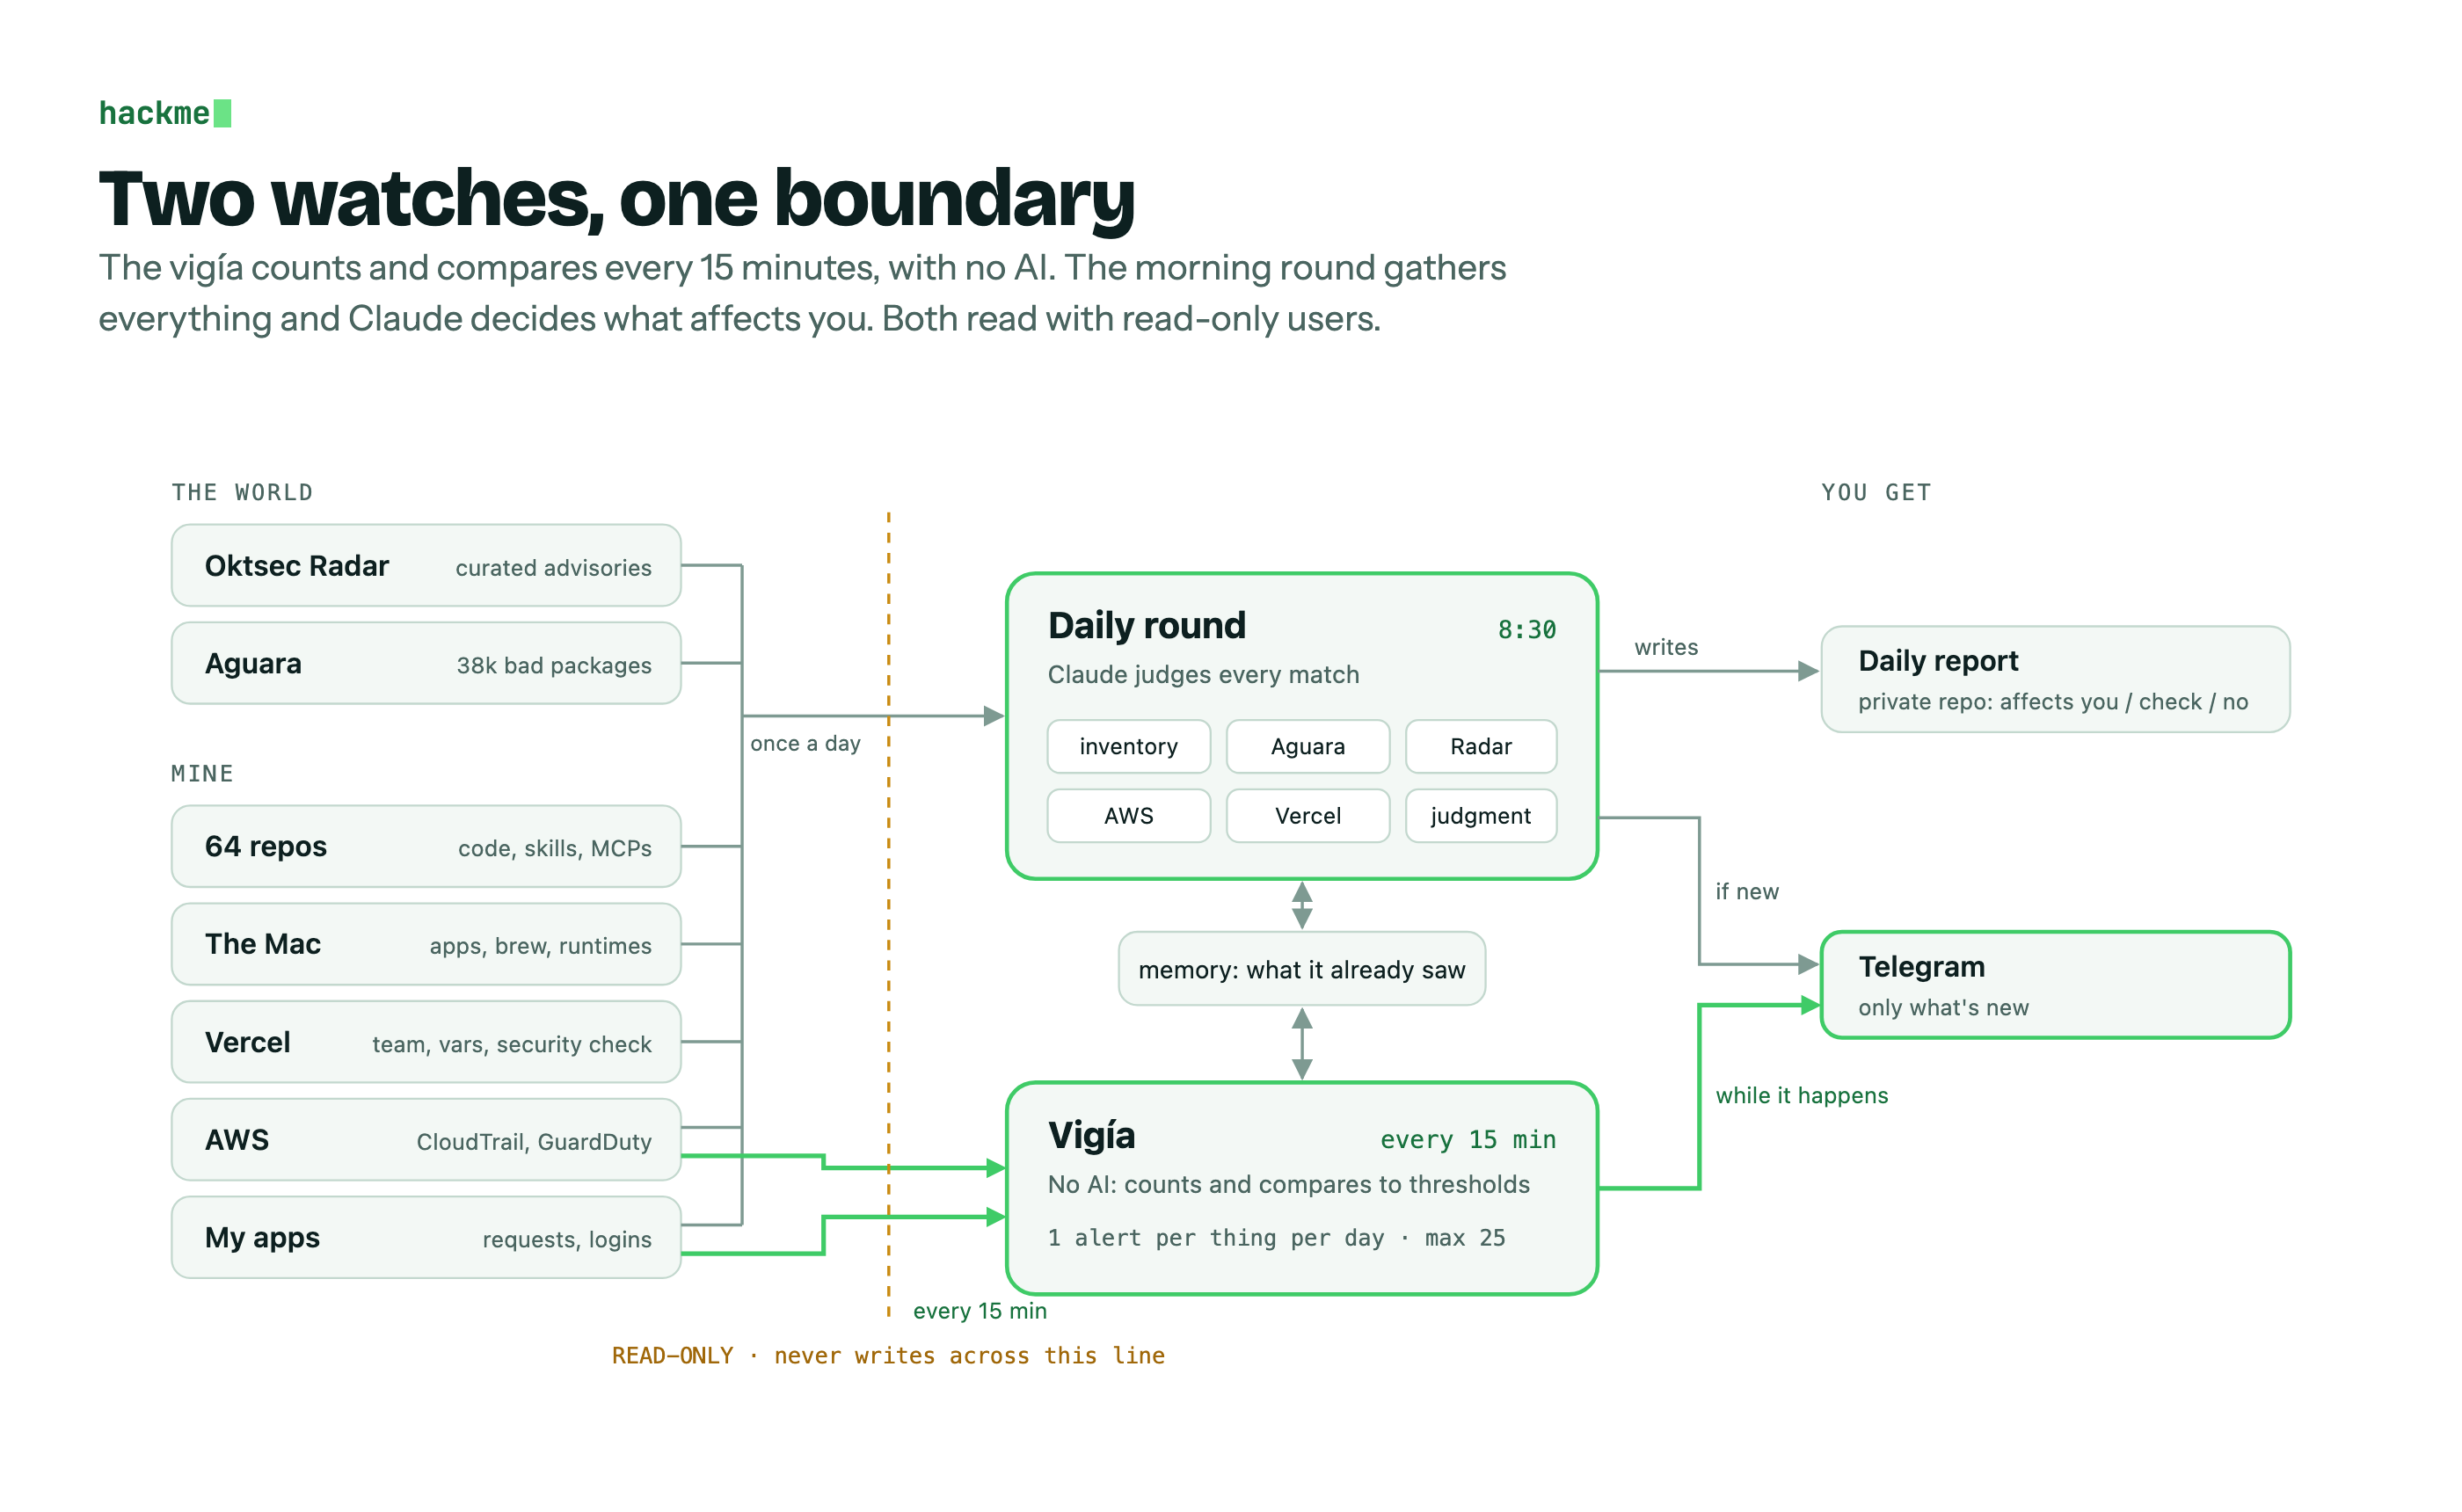 hackme
Two watches, one boundary
The vigía counts and compares every 15 minutes, with no AI. The morning round gathers
everything and Claude decides what affects you. Both read with read-only users.
THE WORLD
Oktsec Radar curated advisories
Aguara 38k bad packages
once a day
MINE
64 repos code, skills, MCPs
The Mac apps, brew, runtimes
Vercel team, vars, security check
AWS CloudTrail, GuardDuty
My apps requests, logins
every 15 min
READ-ONLY · never writes across this line
Daily round 8:30
Claude judges every match
inventory Aguara Radar
AWS Vercel judgment
memory: what it already saw
Vigía every 15 min
No AI: counts and compares to thresholds
1 alert per thing per day · max 25
YOU GET
writes
Daily report
private repo: affects you / check / no
if new
Telegram
only what's new
while it happens